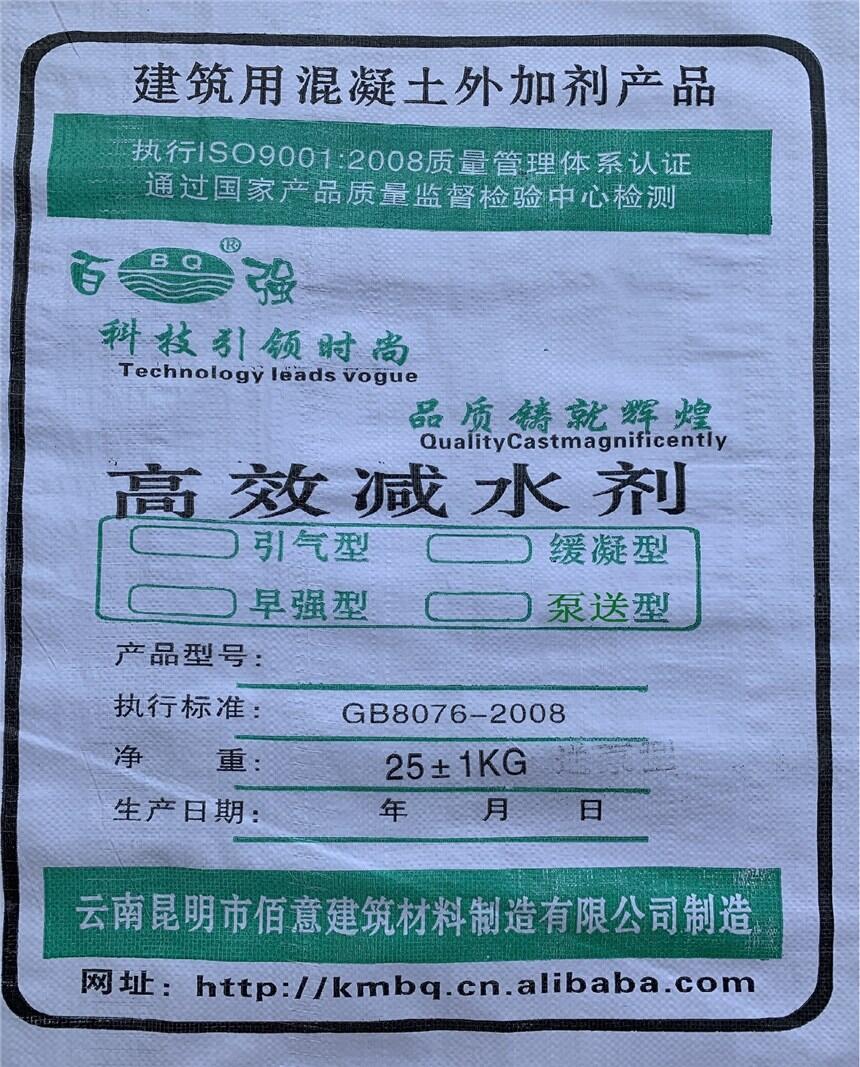 建筑用混凝土外加剂产品
执行ISO9001:2008质量管理体系认证
通过国家产品质量监督检验中心检测
百 BQ ® 强
科技引领时尚
Technology leads vogue
品质铸就辉煌
QualityCastmagnificently
高效减水剂
引气型 缓凝型
早强型 泵送型
产品型号:
执行标准: GB8076-2008
净 重: 25±1KG
生产日期: 年 月 日
云南昆明市佰意建筑材料制造有限公司制造
网址: http://kmbq.cn.alibaba.com